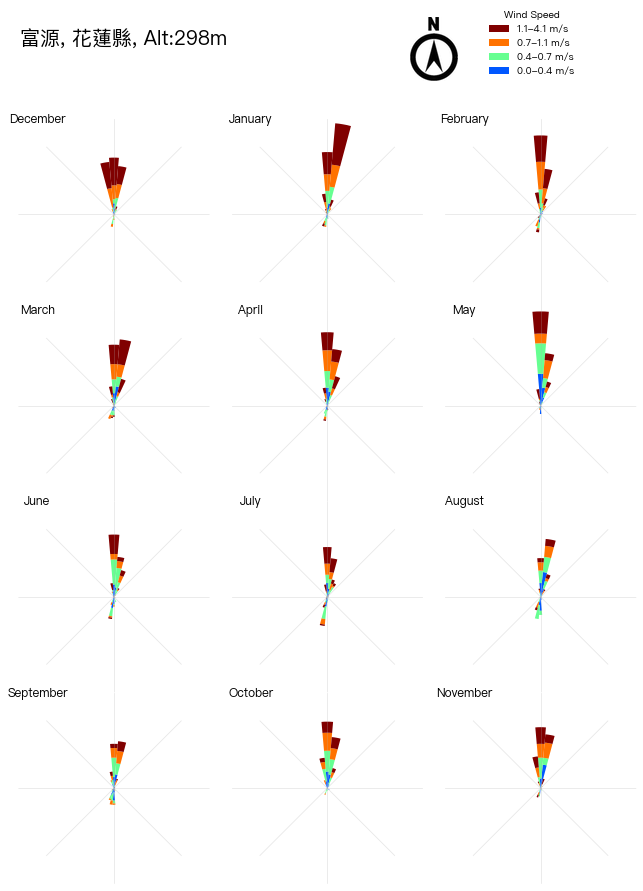 富源, 花蓮縣, Alt:298m
N
Wind Speed
1.1–4.1 m/s
0.7–1.1 m/s
0.4–0.7 m/s
0.0–0.4 m/s
December
January
February
March
April
May
June
July
August
September
October
November